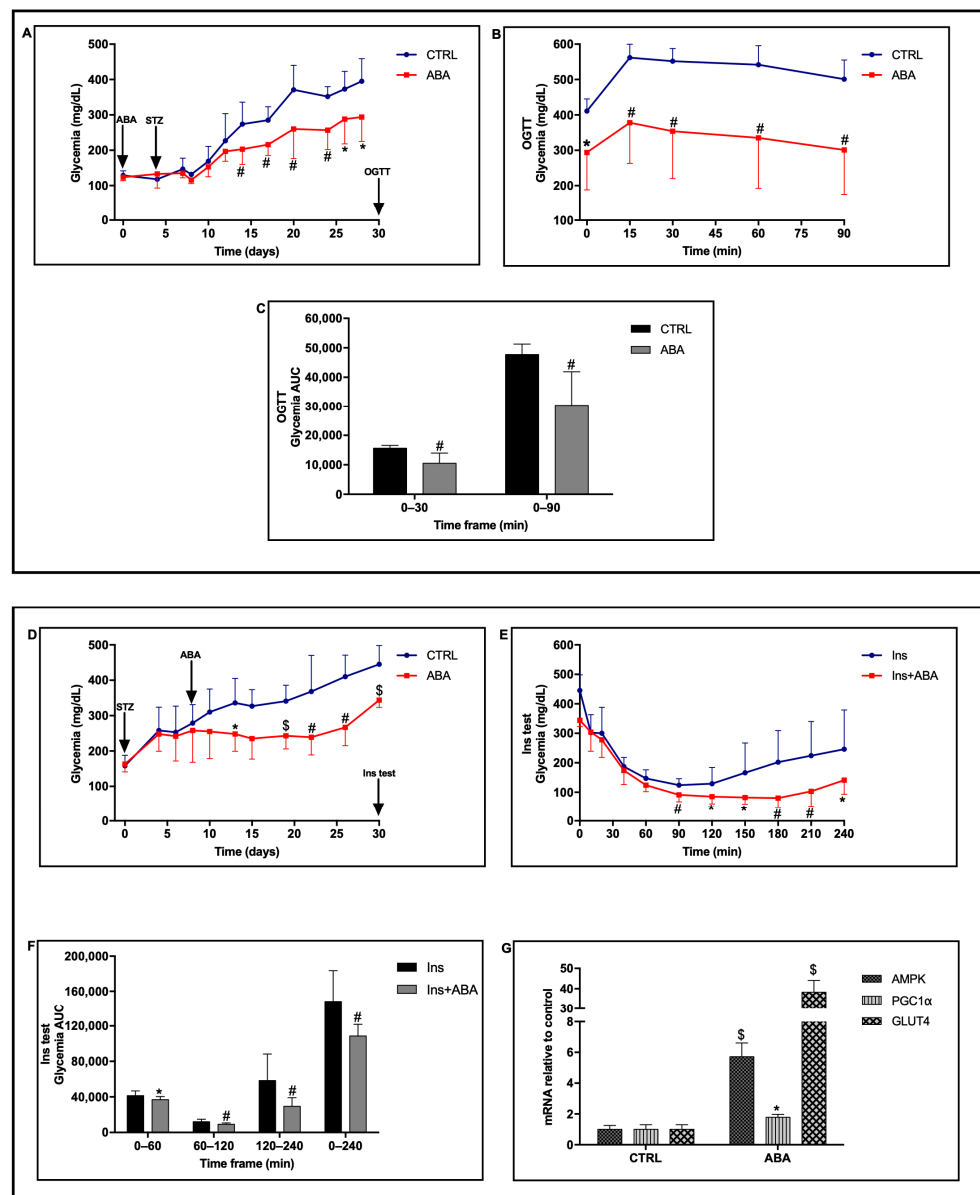 A
500
400
300
200
100
0
Glycemia (mg/dL)
ABA
STZ
CTRL
ABA
#
#
#
#
*
*
OGTT
0 5 10 15 20 25 30
Time (days)
B
600
500
400
300
200
100
OGTT
Glycemia (mg/dL)
CTRL
ABA
*
#
#
#
#
0 15 30 45 60 75 90
Time (min)
C
60,000
50,000
40,000
30,000
20,000
10,000
0
OGTT
Glycemia AUC
CTRL
ABA
#
#
0–30 0–90
Time frame (min)
D
500
400
300
200
100
0
Glycemia (mg/dL)
STZ
ABA
CTRL
ABA
*
$
#
#
$
Ins test
0 5 10 15 20 25 30
Time (days)
E
600
500
400
300
200
100
0
Ins test
Glycemia (mg/dL)
Ins
Ins+ABA
#
*
*
#
#
*
0 30 60 90 120 150 180 210 240
Time (min)
F
200,000
160,000
120,000
80,000
40,000
0
Ins test
Glycemia AUC
Ins
Ins+ABA
*
#
#
#
0–60 60–120 120–240 0–240
Time frame (min)
G
50
40
30
20
10
8
6
4
2
0
mRNA relative to control
AMPK
PGC1α
GLUT4
$
*
$
CTRL ABA